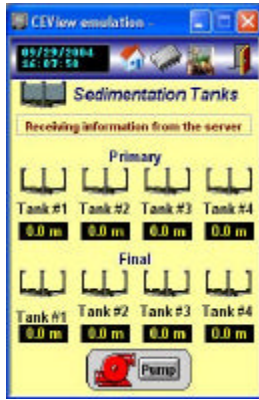 CEView emulation -
09/29/2004
16:07:50
Sedimentation Tanks
Receiving information from the server
Primary
Tank #1 Tank #2 Tank #3 Tank #4
0.0 m 0.0 m 0.0 m 0.0 m
Final
Tank #1 Tank #2 Tank #3 Tank #4
0.0 m 0.0 m 0.0 m 0.0 m
Pump